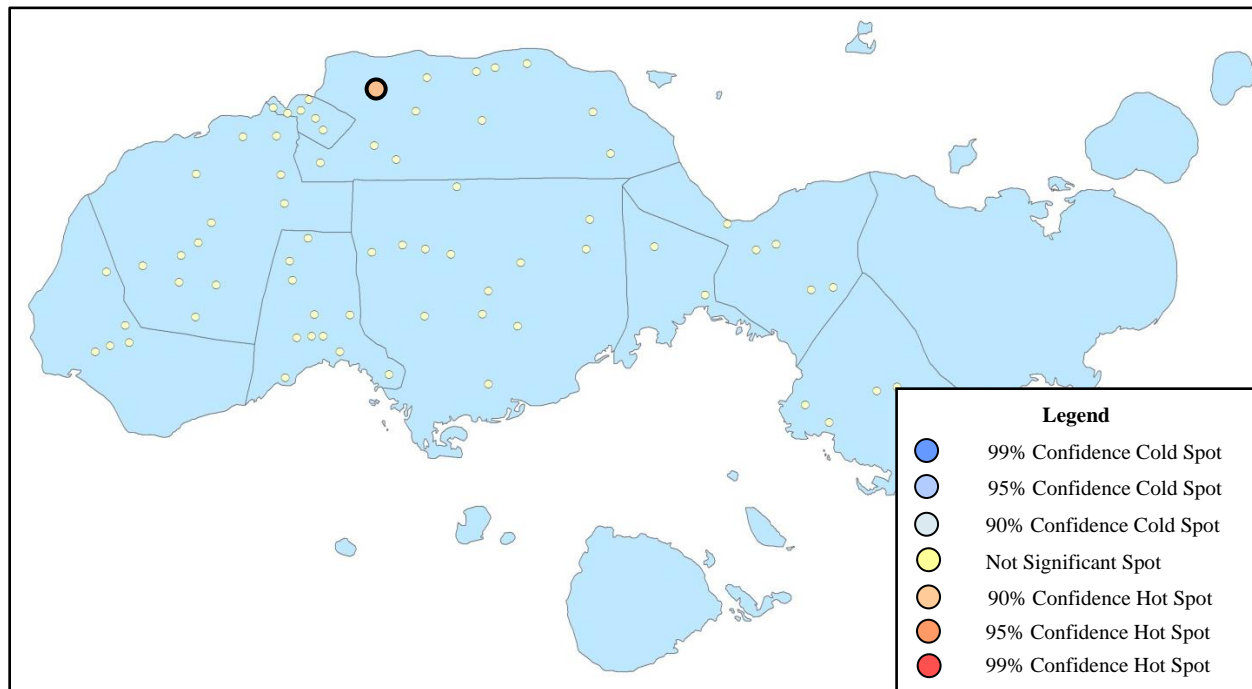 Legend
99% Confidence Cold Spot
95% Confidence Cold Spot
90% Confidence Cold Spot
Not Significant Spot
90% Confidence Hot Spot
95% Confidence Hot Spot
99% Confidence Hot Spot